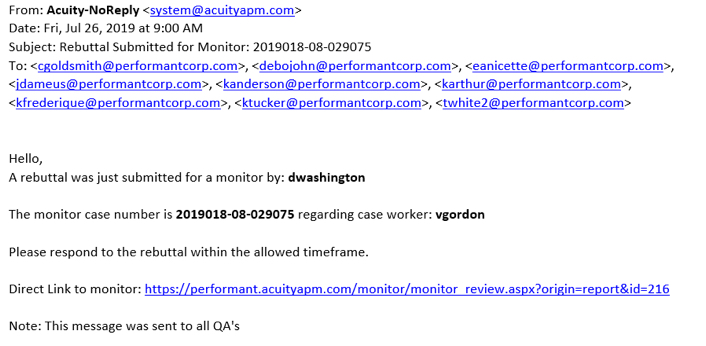 From: Acuity-NoReply <system@acuityapm.com>
Date: Fri, Jul 26, 2019 at 9:00 AM
Subject: Rebuttal Submitted for Monitor: 2019018-08-029075
To: <cgoldsmith@performantcorp.com>, <debojohn@performantcorp.com>, <eanicette@performantcorp.com>,
<jdameus@performantcorp.com>, <kanderson@performantcorp.com>, <karthur@performantcorp.com>,
<kfrederique@performantcorp.com>, <ktucker@performantcorp.com>, <twhite2@performantcorp.com>
Hello,
A rebuttal was just submitted for a monitor by: dwashington
The monitor case number is 2019018-08-029075 regarding case worker: vgordon
Please respond to the rebuttal within the allowed timeframe.
Direct Link to monitor: https://performant.acuityapm.com/monitor/monitor_review.aspx?origin=report&id=216
Note: This message was sent to all QA's